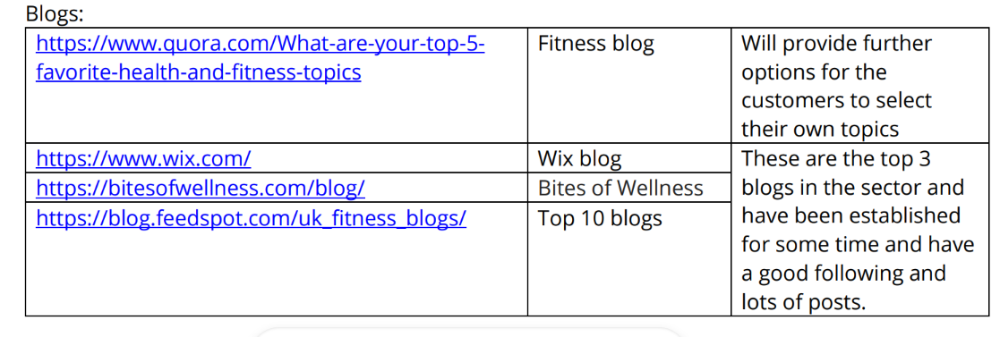 Blogs:
https://www.quora.com/What-are-your-top-5-
favorite-health-and-fitness-topics
Fitness blog
Will provide further
options for the
customers to select
their own topics
https://www.wix.com/
Wix blog
https://bitesofwellness.com/blog/
Bites of Wellness
https://blog.feedspot.com/uk_fitness_blogs/
Top 10 blogs
These are the top 3
blogs in the sector and
have been established
for some time and have
a good following and
lots of posts.